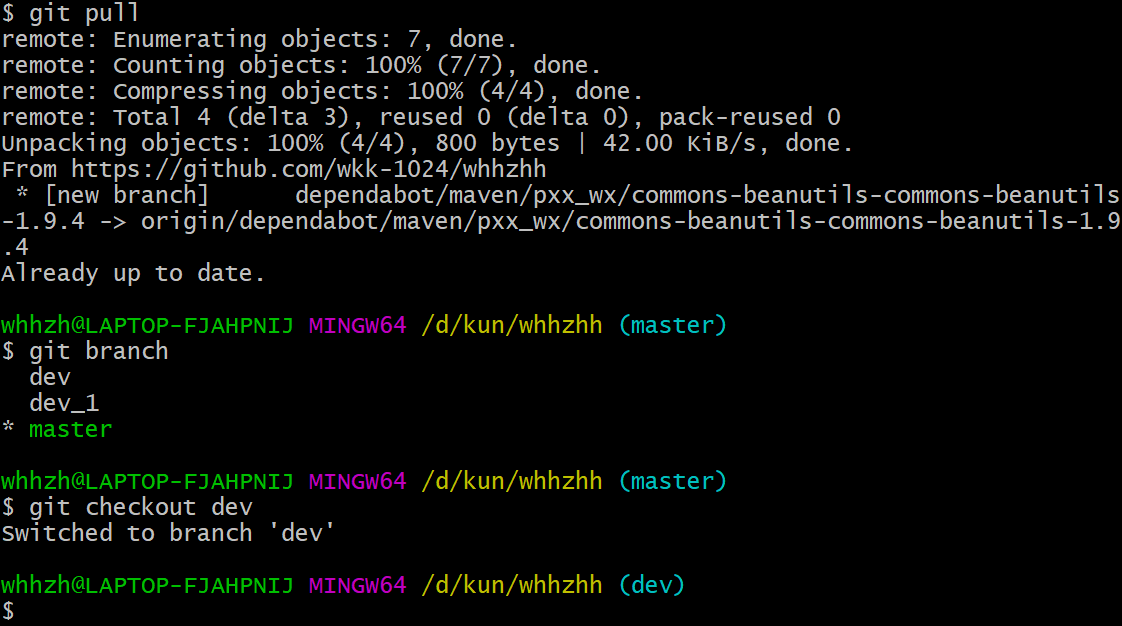 $ git pull
remote: Enumerating objects: 7, done.
remote: Counting objects: 100% (7/7), done.
remote: Compressing objects: 100% (4/4), done.
remote: Total 4 (delta 3), reused 0 (delta 0), pack-reused 0
Unpacking objects: 100% (4/4), 800 bytes | 42.00 KiB/s, done.
From https://github.com/wkk-1024/whhzhh
 * [new branch]      dependabot/maven/pxx_wx/commons-beanutils-commons-beanutils
-1.9.4 -> origin/dependabot/maven/pxx_wx/commons-beanutils-commons-beanutils-1.9
.4
Already up to date.

whhzh@LAPTOP-FJAHPNIJ MINGW64 /d/kun/whhzhh (master)
$ git branch
  dev
  dev_1
* master

whhzh@LAPTOP-FJAHPNIJ MINGW64 /d/kun/whhzhh (master)
$ git checkout dev
Switched to branch 'dev'

whhzh@LAPTOP-FJAHPNIJ MINGW64 /d/kun/whhzhh (dev)
$